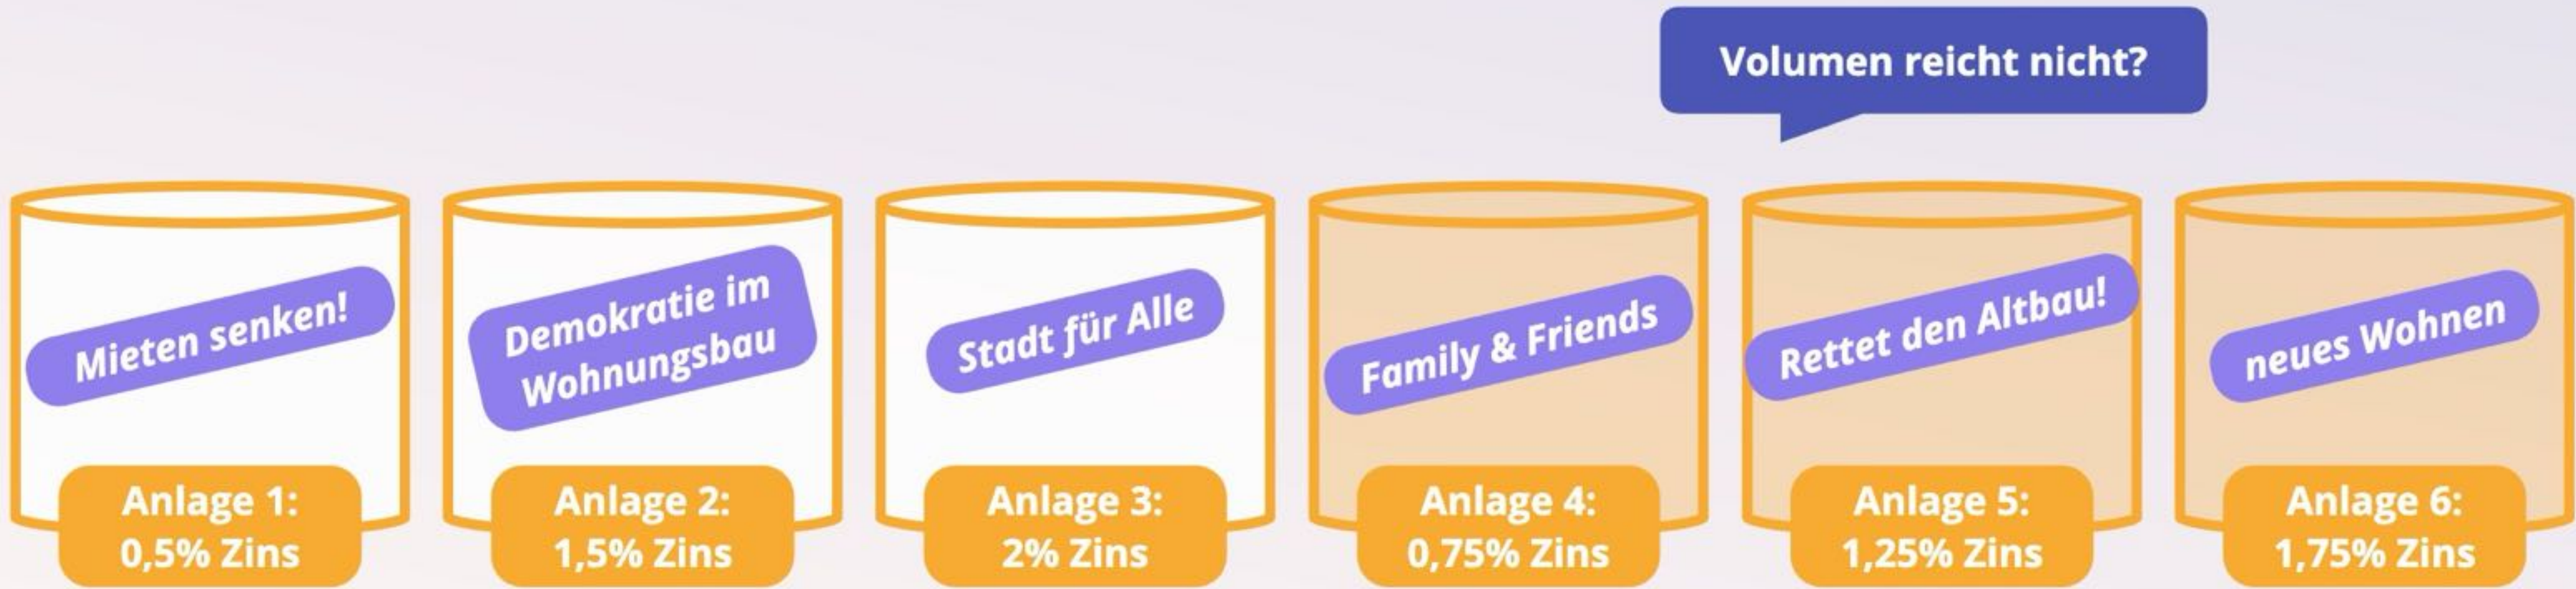 Volumen reicht nicht?
Mieten senken!
Demokratie im
Wohnungsbau
Stadt für Alle
Family & Friends
Rettet den Altbau!
neues Wohnen
Anlage 1:
0,5% Zins
Anlage 2:
1,5% Zins
Anlage 3:
2% Zins
Anlage 4:
0,75% Zins
Anlage 5:
1,25% Zins
Anlage 6:
1,75% Zins